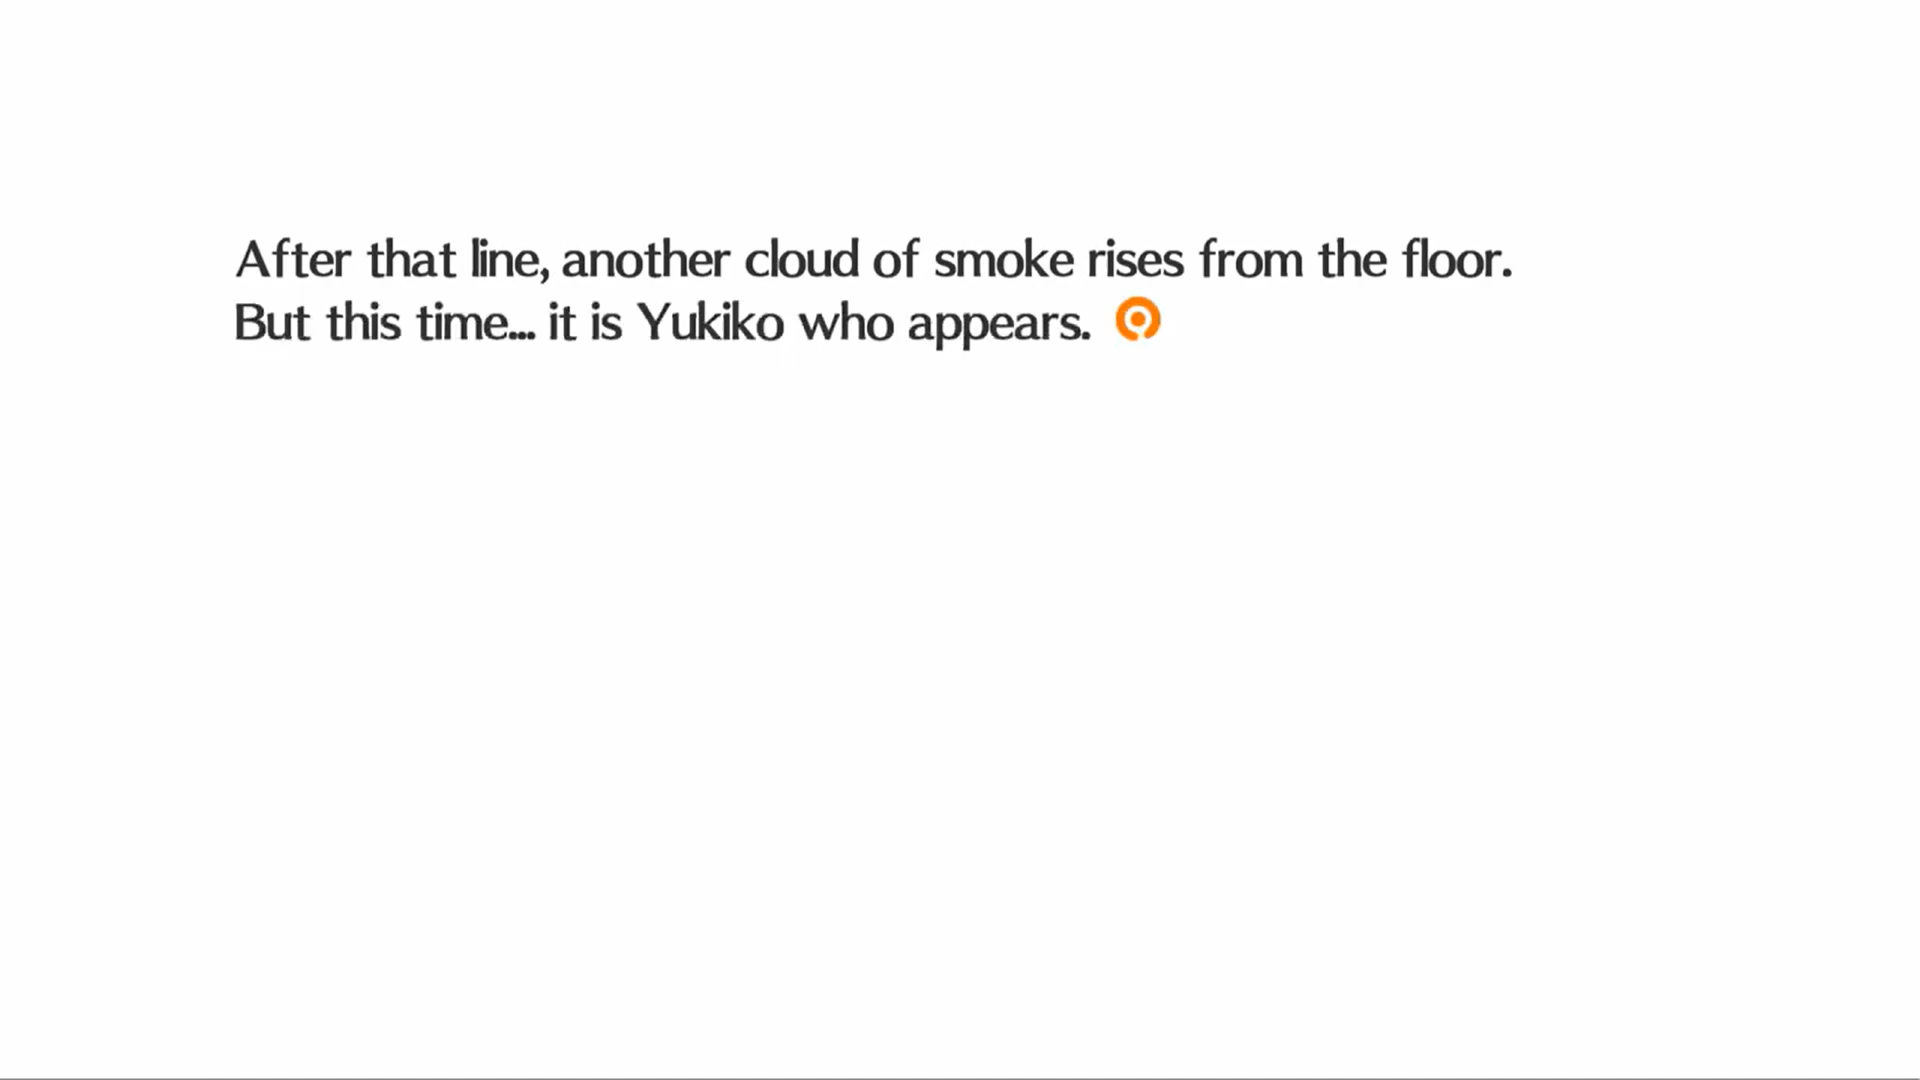 After that line, another cloud of smoke rises from the floor.
But this time... it is Yukiko who appears.